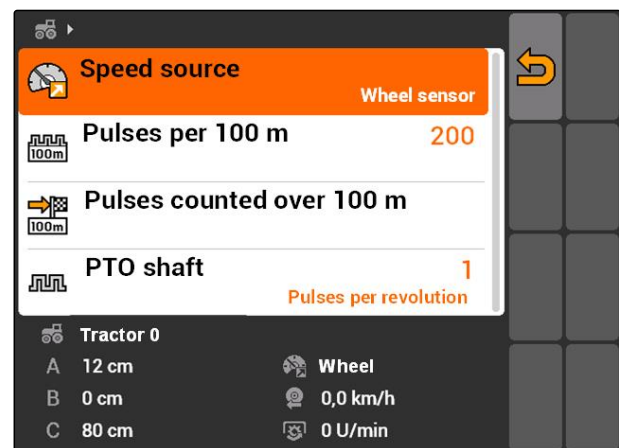 Speed source
Wheel sensor
Pulses per 100 m 200
100m
Pulses counted over 100 m
100m
PTO shaft 1
Pulses per revolution
Tractor 0
A 12 cm Wheel
B 0 cm 0,0 km/h
C 80 cm 0 U/min